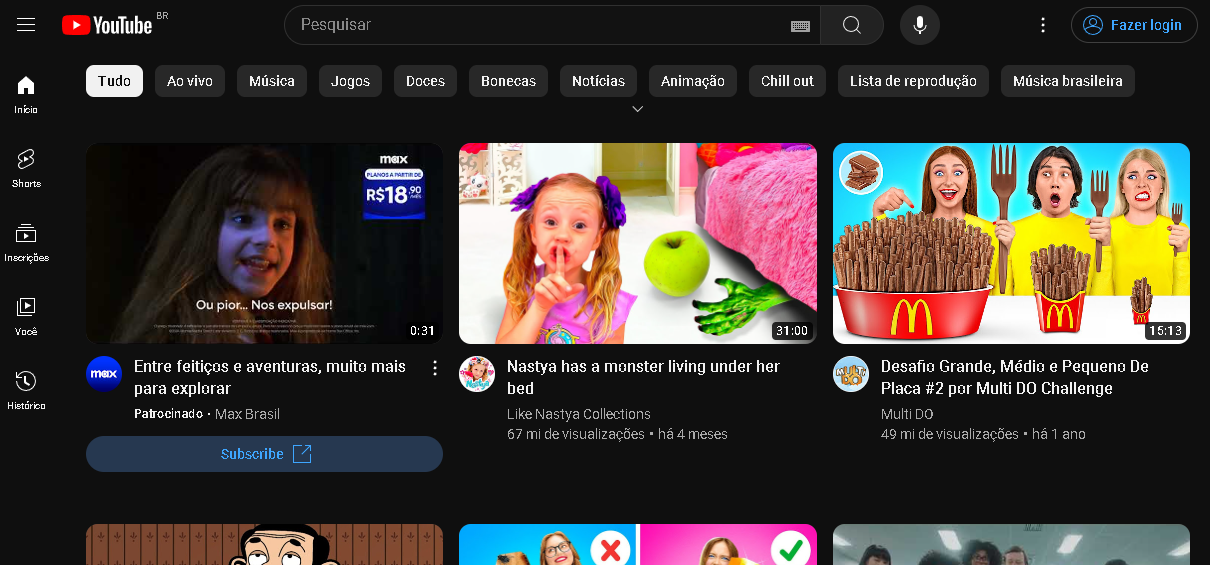 YouTube BR
Pesquisar
Fazer login
Tudo
Ao vivo
Música
Jogos
Doces
Bonecas
Notícias
Animação
Chill out
Lista de reprodução
Música brasileira
Início
Shorts
Inscrições
Você
Histórico
max
PLANOS A PARTIR DE
R$18,90
Ou pior... Nos expulsar!
0:31
31:00
15:13
max
Entre feitiços e aventuras, muito mais
para explorar
Patrocinado • Max Brasil
Subscribe
Nastya
Nastya has a monster living under her
bed
Like Nastya Collections
67 mi de visualizações • há 4 meses
MULTI
DO
Desafio Grande, Médio e Pequeno De
Placa #2 por Multi DO Challenge
Multi DO
49 mi de visualizações • há 1 ano